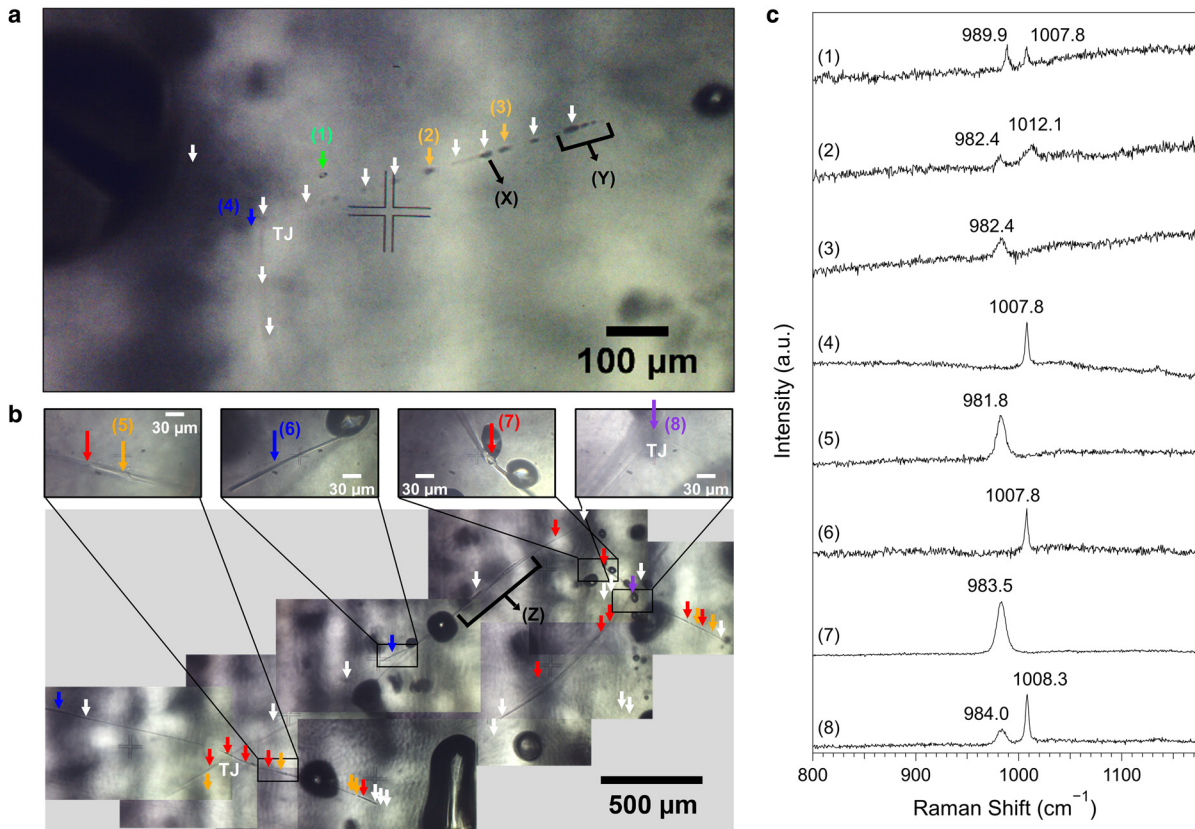 a
(1)
(2)
(3)
(4)
TJ
(X)
(Y)
100 μm
b
(5)
30 μm
(6)
30 μm
(7)
30 μm
(8)
TJ
30 μm
(Z)
TJ
500 μm
c
989.9 1007.8
(1)
1012.1
982.4
(2)
982.4
(3)
1007.8
(4)
981.8
(5)
1007.8
(6)
983.5
(7)
1008.3
984.0
(8)
800 900 1000 1100
Raman Shift (cm⁻¹)
Intensity (a.u.)